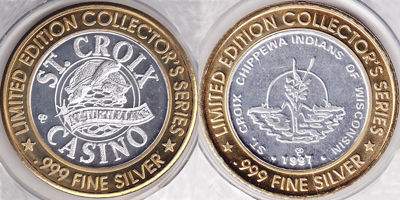 LIMITED EDITION COLLECTOR'S SERIES
ST. CROIX
CASINO
★ .999 FINE SILVER ★
LIMITED EDITION COLLECTOR'S SERIES
ST. CROIX CHIPPEWA INDIANS OF WISCONSIN
1997
★ .999 FINE SILVER ★